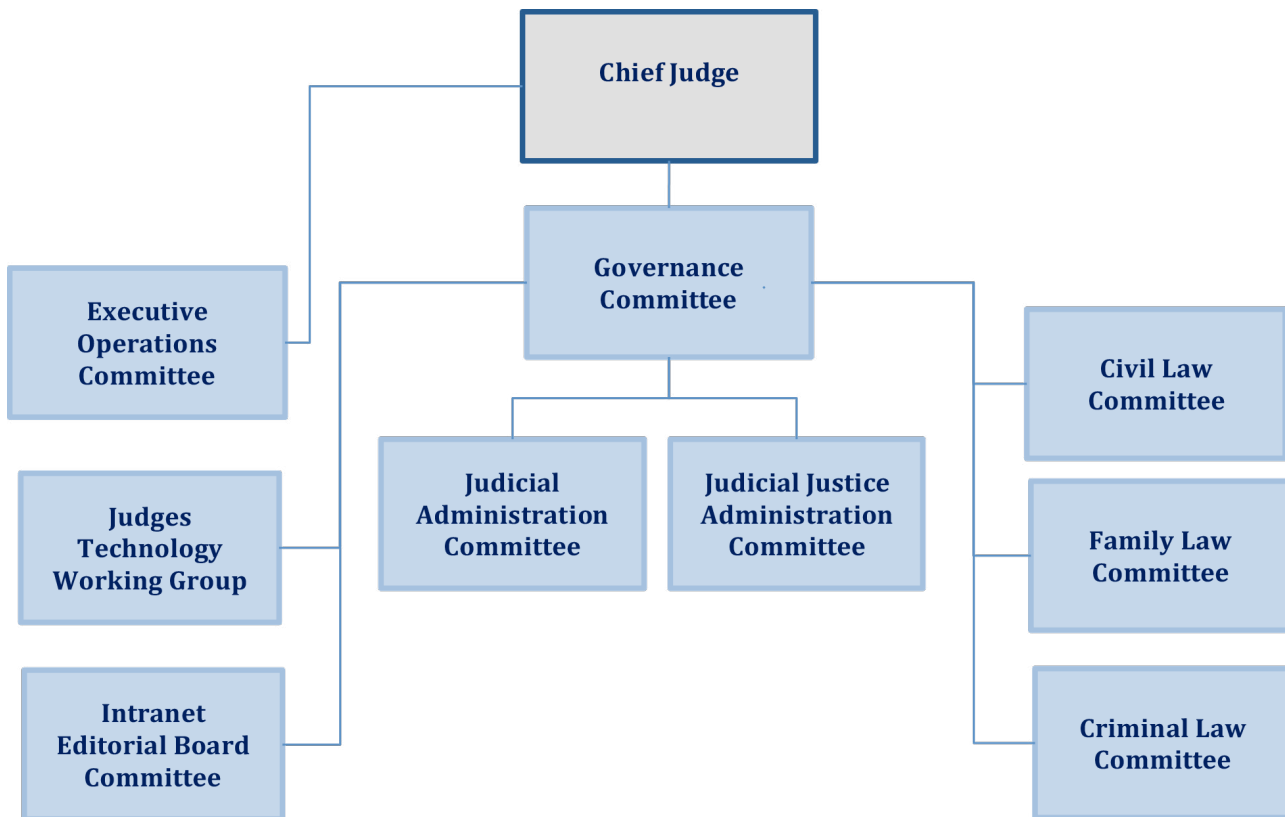 Chief Judge
Governance
Committee
Executive
Operations
Committee
Civil Law
Committee
Judicial
Administration
Committee
Judicial Justice
Administration
Committee
Judges
Technology
Working Group
Family Law
Committee
Intranet
Editorial Board
Committee
Criminal Law
Committee